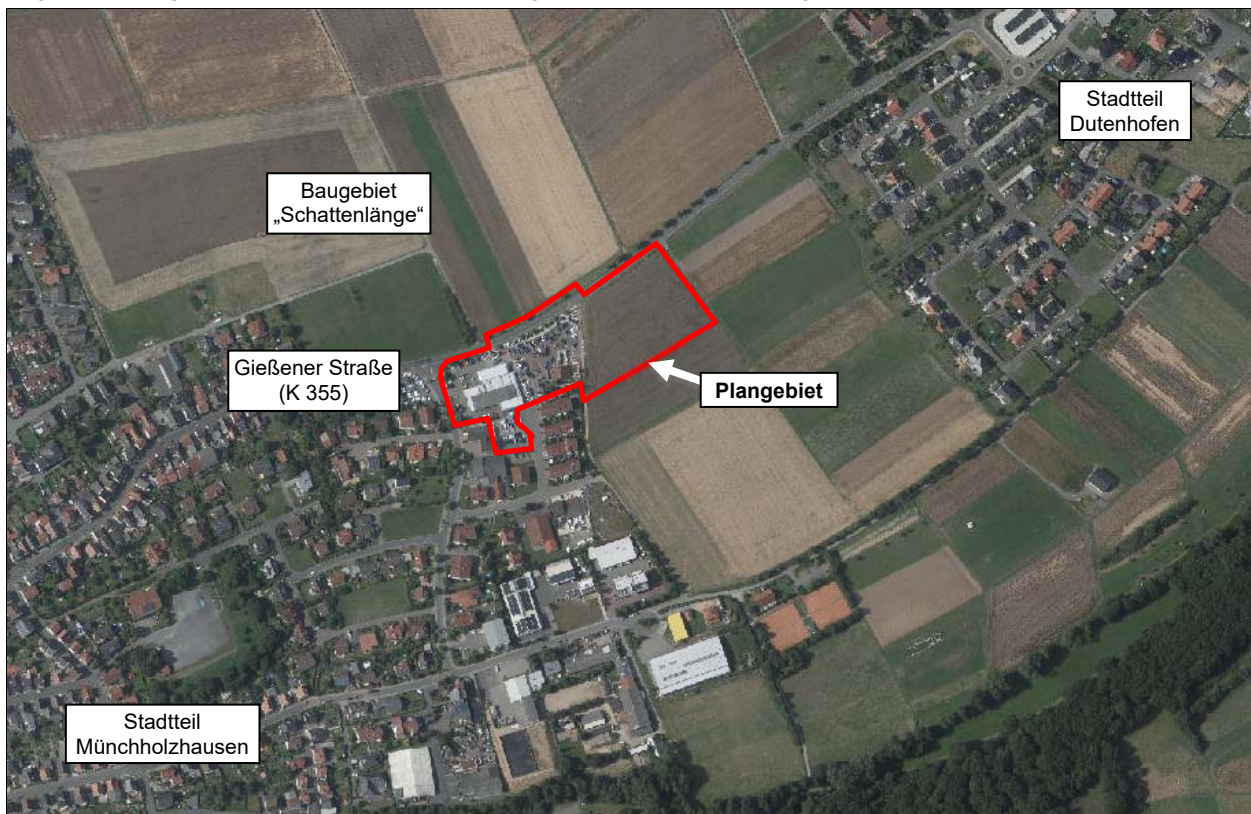 Stadtteil
Dutenhofen
Baugebiet
„Schattenlänge“
Gießener Straße
(K 355)
Plangebiet
Stadtteil
Münchholzhausen